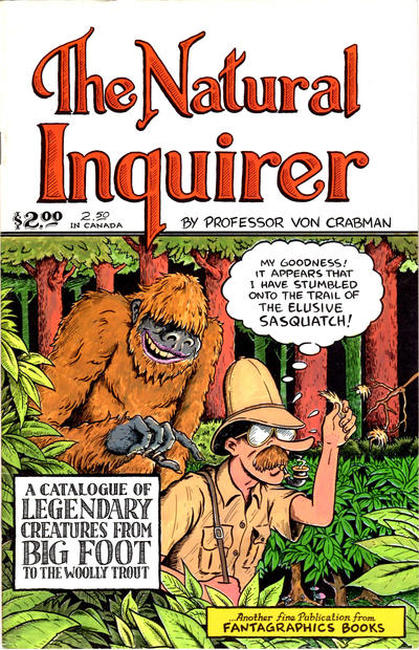 The Natural
Inquirer
$2.00
2.50
IN CANADA
BY PROFESSOR VON CRABMAN
MY GOODNESS!
IT APPEARS THAT
I HAVE STUMBLED
ONTO THE TRAIL OF
THE ELUSIVE
SASQUATCH!
A CATALOGUE OF
LEGENDARY
CREATURES FROM
BIG FOOT
TO THE WOOLLY TROUT
...Another fine Publication from
FANTAGRAPHICS BOOKS